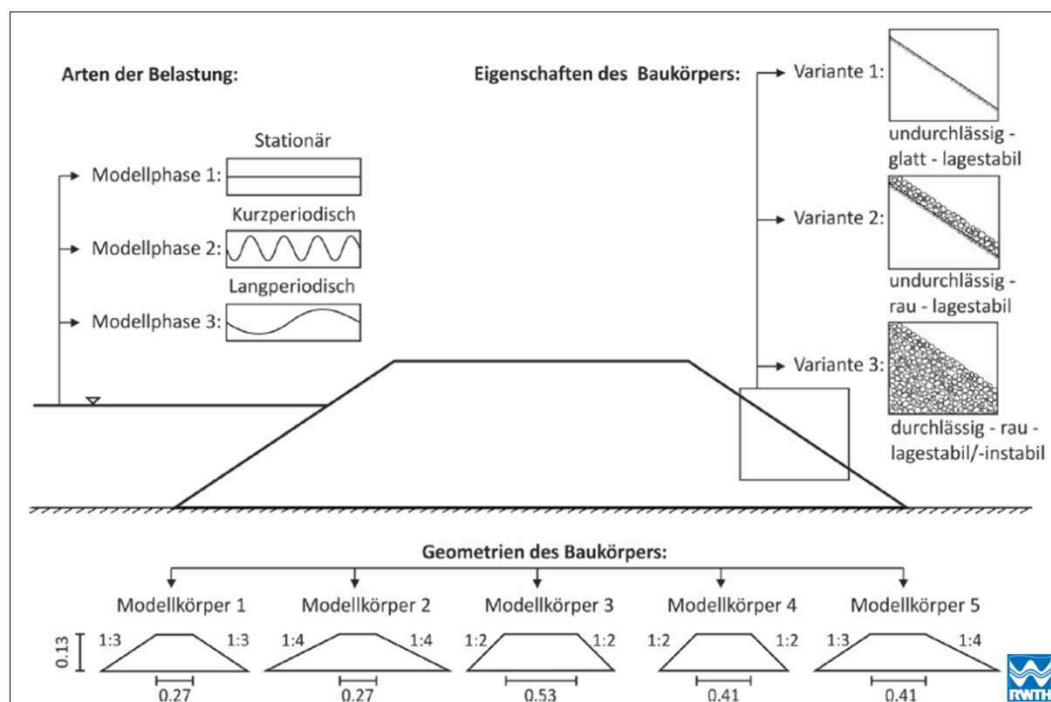 Arten der Belastung:
Stationär
Modellphase 1:
Kurzperiodisch
Modellphase 2:
Langperiodisch
Modellphase 3:
Eigenschaften des Baukörpers:
Variante 1:
undurchlässig -
glatt - lagestabil
Variante 2:
undurchlässig -
rau - lagestabil
Variante 3:
durchlässig - rau -
lagestabil/-instabil
Geometrien des Baukörpers:
Modellkörper 1
Modellkörper 2
Modellkörper 3
Modellkörper 4
Modellkörper 5
0.13
1:3
1:3
1:4
1:4
1:2
1:2
1:2
1:2
1:3
1:4
0.27
0.27
0.53
0.41
0.41
RWTH